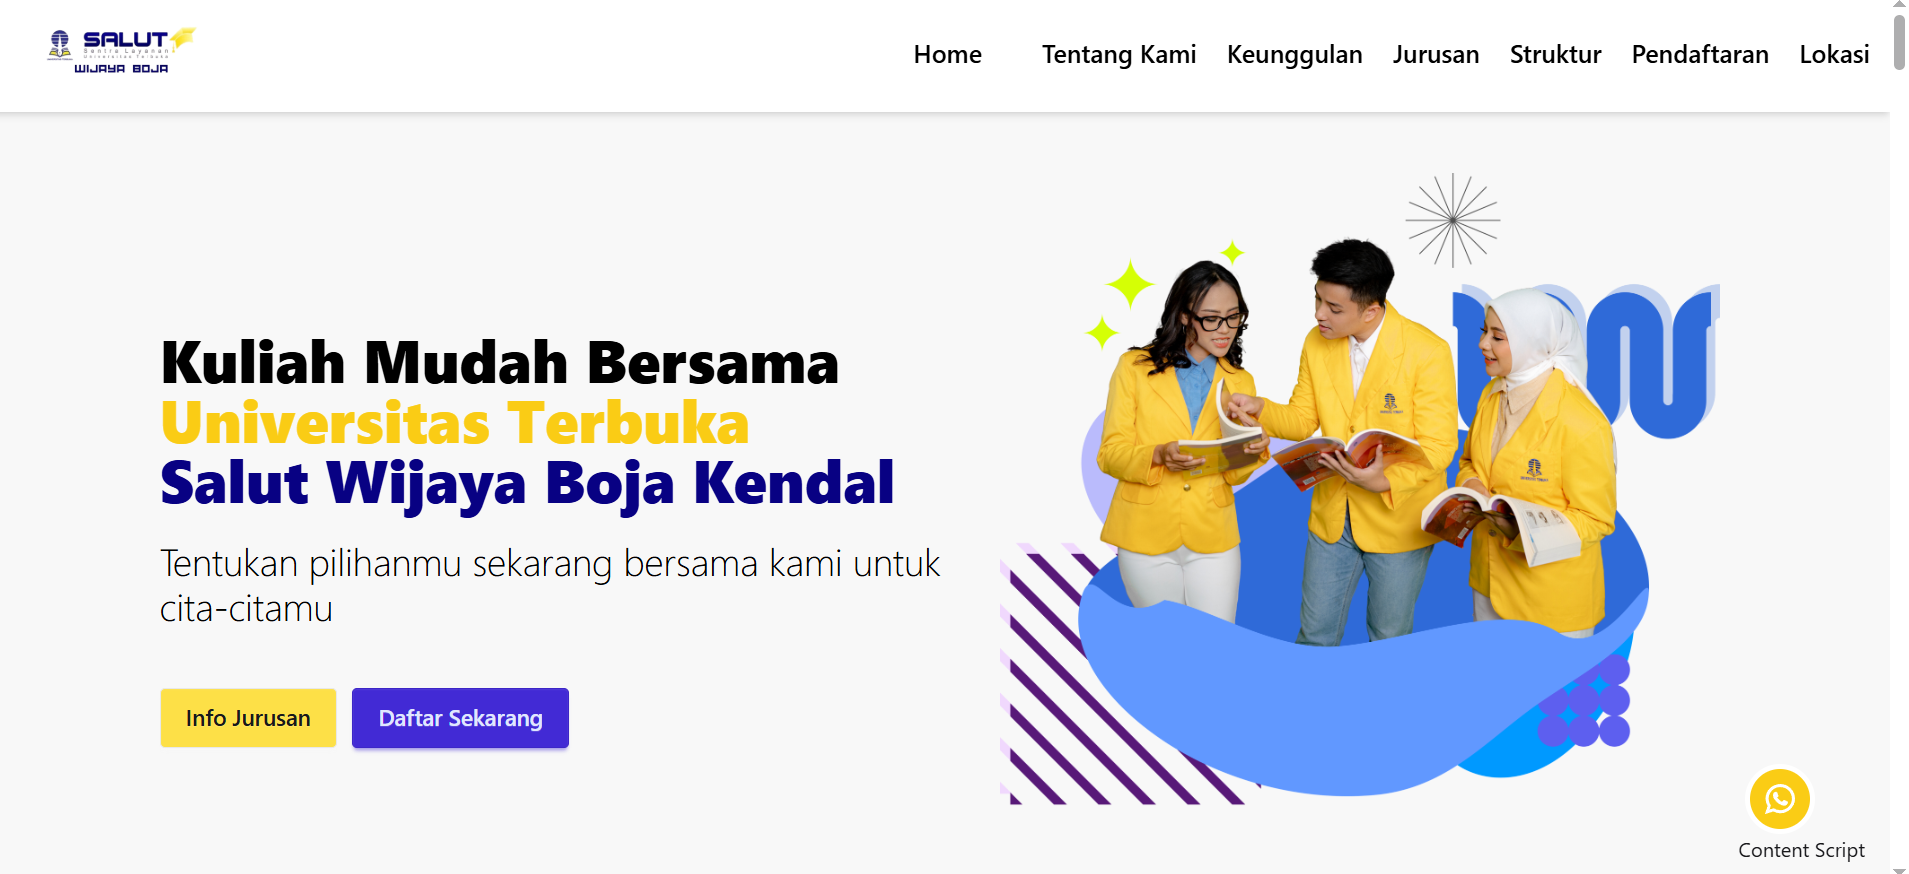 SALUT
Sentra Layanan
Universitas Terbuka
WIJAYA BOJA
Home
Tentang Kami
Keunggulan
Jurusan
Struktur
Pendaftaran
Lokasi
Kuliah Mudah Bersama
Universitas Terbuka
Salut Wijaya Boja Kendal
Tentukan pilihanmu sekarang bersama kami untuk
cita-citamu
Info Jurusan
Daftar Sekarang
Content Script